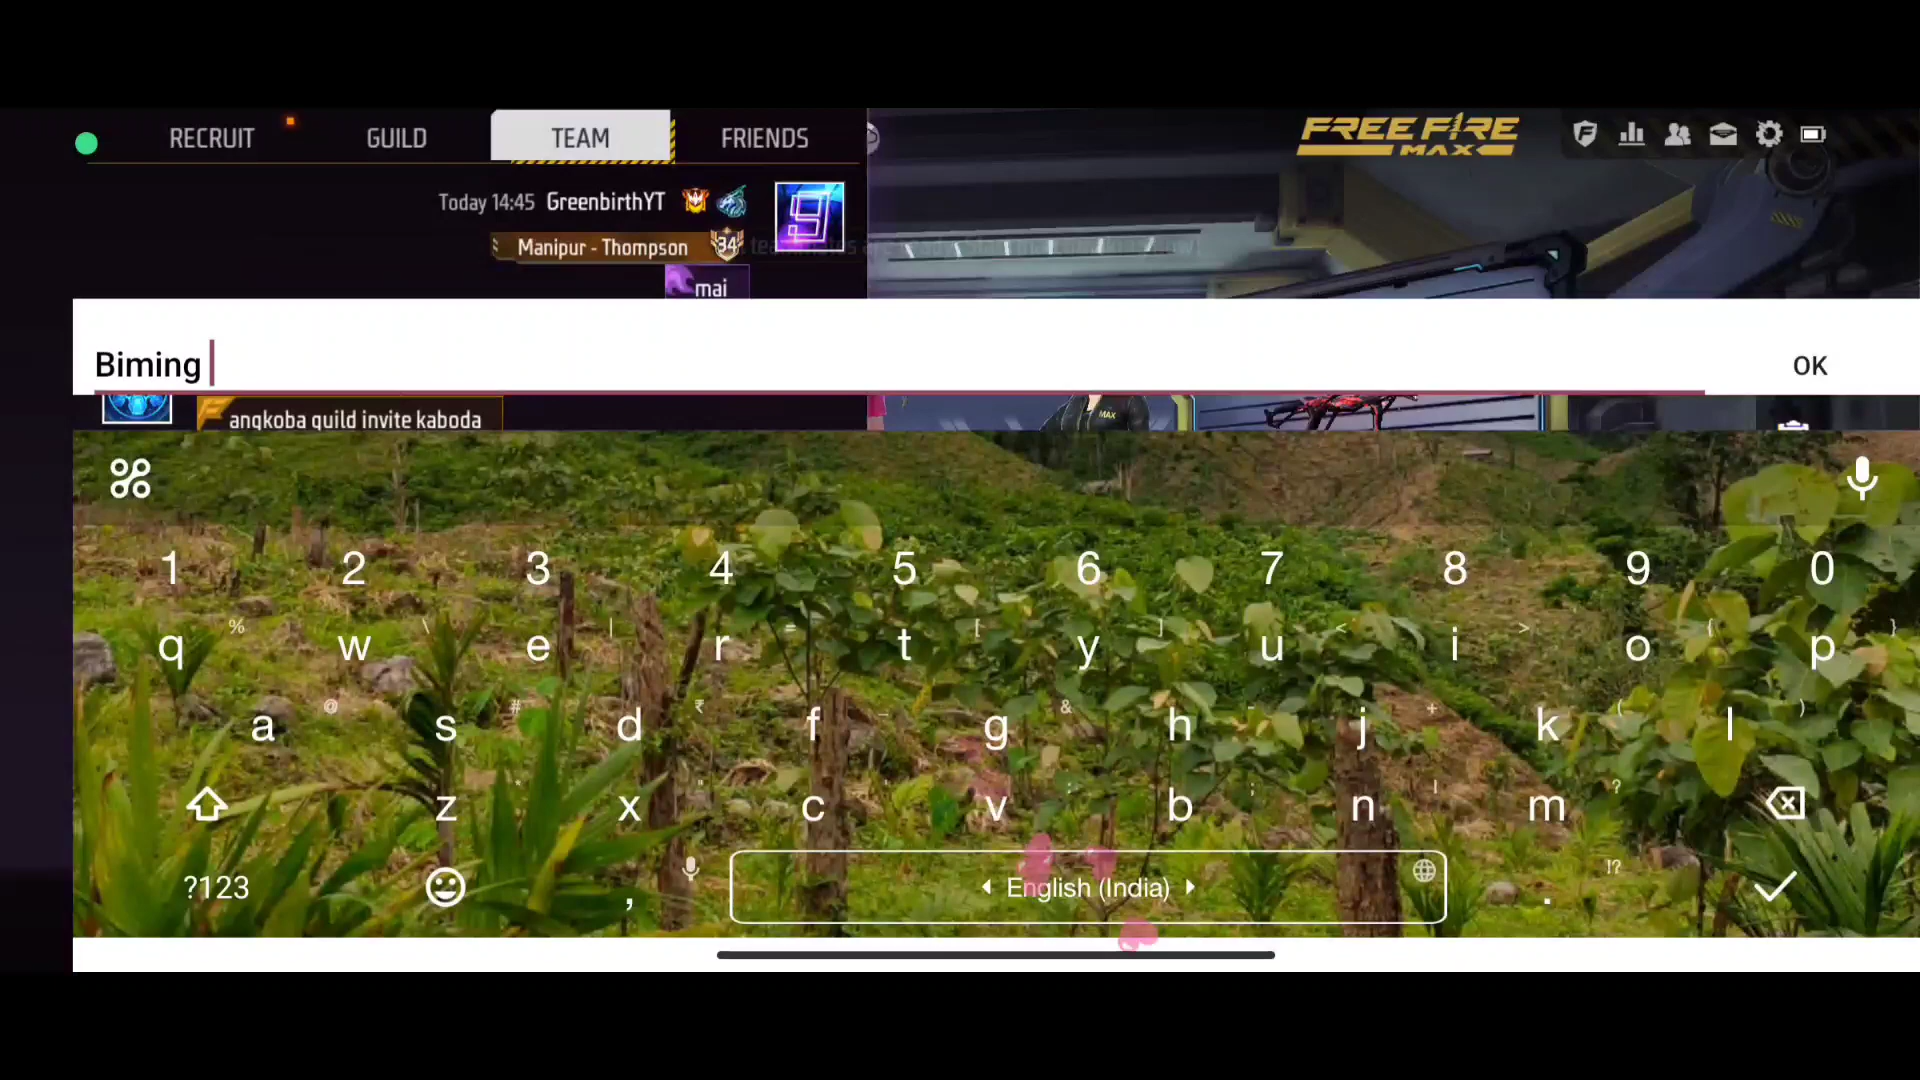 RECRUIT GUILD TEAM FRIENDS
FREE FIRE
MAX
Today 14:45 GreenbirthYT
Manipur - Thompson 34
mai
Biming
OK
angkoba guild invite kaboda
MAX
1 2 3 4 5 6 7 8 9 0
% \ | = [ ] < > { }
q w e r t y u i o p
@ # ₹ _ & - + ( )
a s d f g h j k l
* " ' : ; ! ?
z x c v b n m
!?
?123 , English (India) .